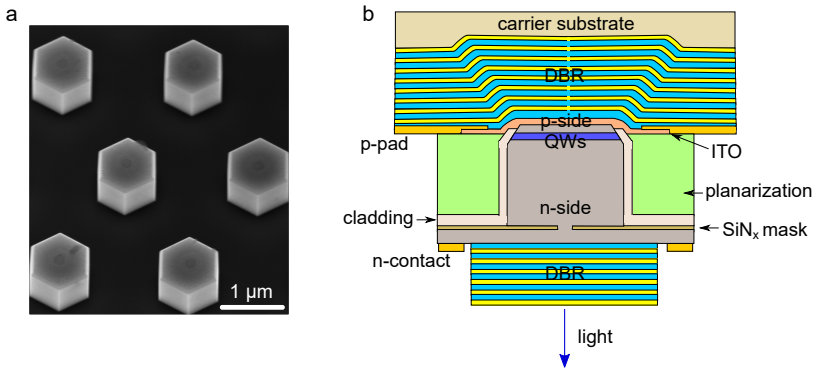 a
1 µm
b
carrier substrate
DBR
p-side
QWs
p-pad
ITO
planarization
n-side
cladding
SiNx mask
n-contact
DBR
light